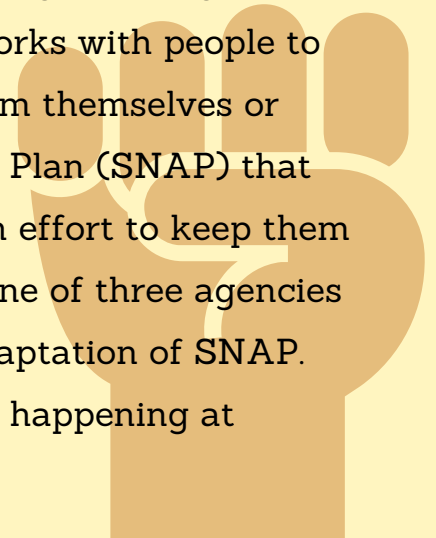 orks with people to
m themselves or
Plan (SNAP) that
effort to keep them
ne of three agencies
aptation of SNAP.
happening at